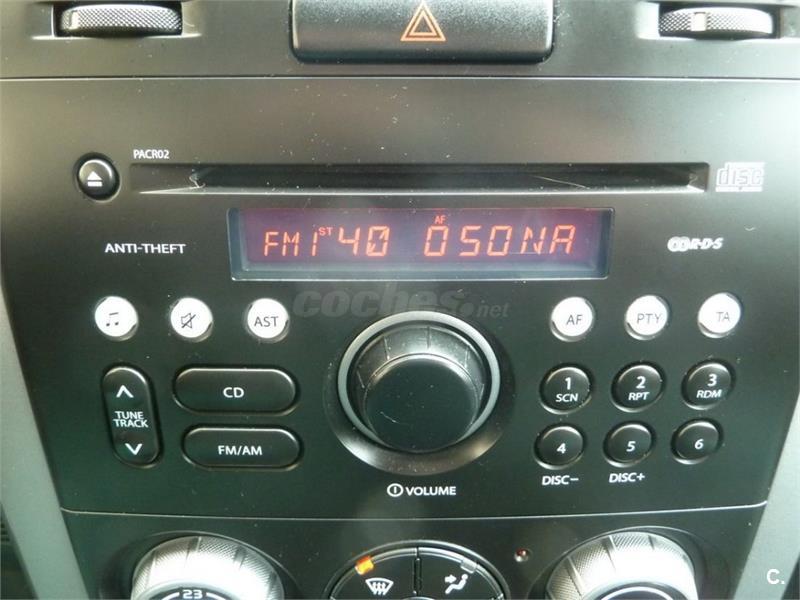 PACR02
disc
ANTI-THEFT
FM1 ST 40 AF OSONA
R·D·S
AST
coches.net
AF
PTY
TA
TUNE
TRACK
CD
FM/AM
VOLUME
1
SCN
2
RPT
3
RDM
4
5
6
DISC−
DISC+
23
C.